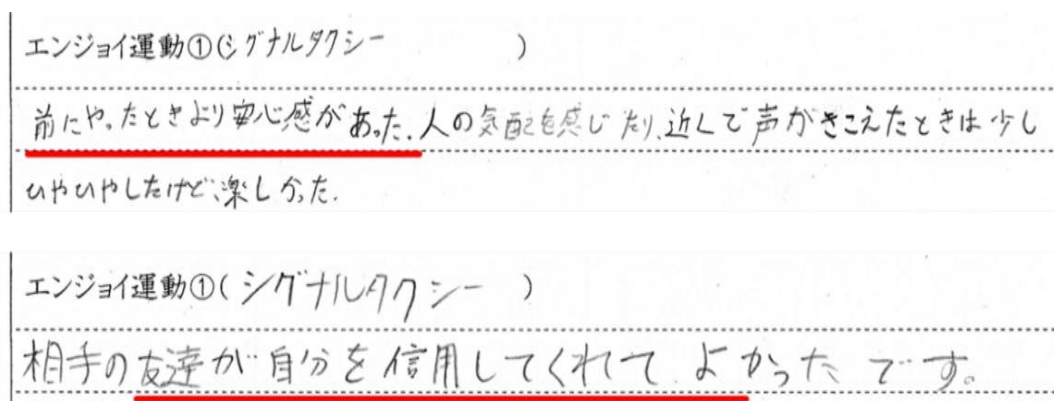 エンジョイ運動①(シグナルタクシー )
前にやったときより安心感があった.人の気配を感じたり、近くで声がきこえたときは少し
ひやひやしたけど、楽しかった.
エンジョイ運動①(シグナルタクシー )
相手の友達が自分を信用してくれて よかったです。